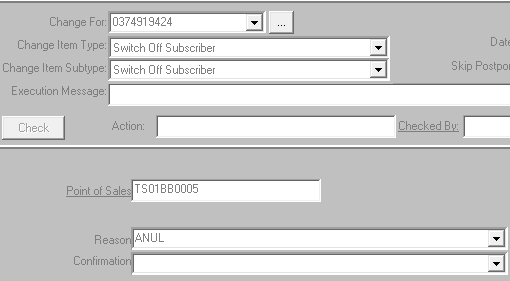 Change For: 0374919424 ...
Change Item Type: Switch Off Subscriber Date
Change Item Subtype: Switch Off Subscriber Skip Postpo
Execution Message:
Check Action: Checked By:
Point of Sales TS01BB0005
Reason ANUL
Confirmation